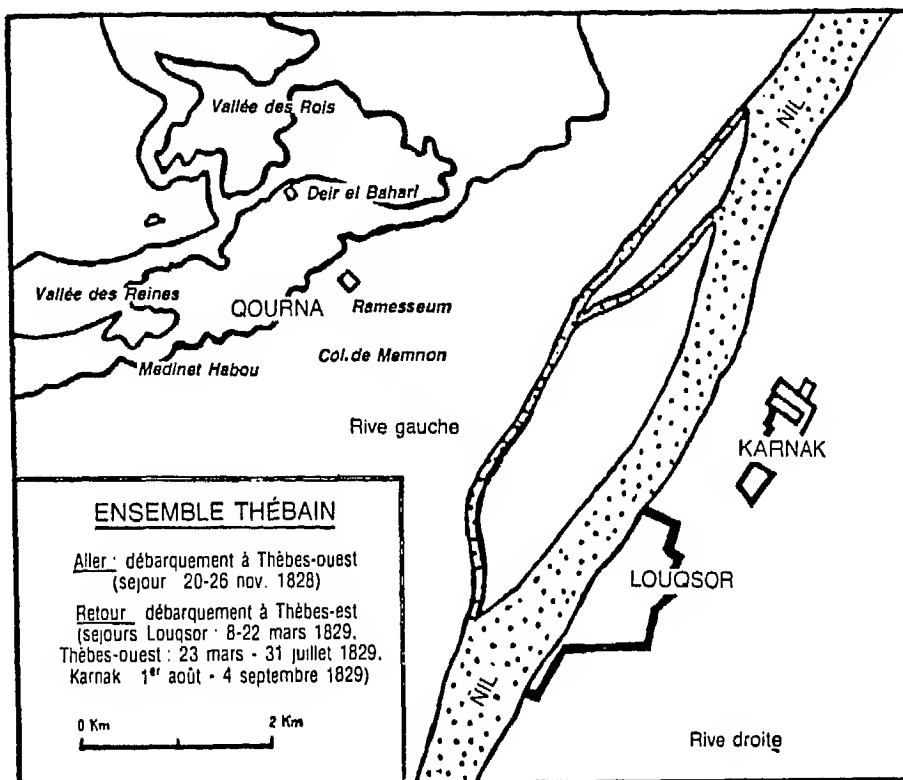 NIL
Vallée des Rois
Deir el Bahari
Vallée des Reines
QOURNA
Ramesseum
Medinet Habou
Col. de Memnon
Rive gauche
KARNAK
LOUQSOR
NIL
Rive droite
ENSEMBLE THÉBAIN
Aller : débarquement à Thèbes-ouest
(sejour 20-26 nov. 1828)
Retour débarquement à Thèbes-est
(sejours Louqsor : 8-22 mars 1829.
Thèbes-ouest : 23 mars - 31 juillet 1829.
Karnak 1er août - 4 septembre 1829)
0 Km 2 Km